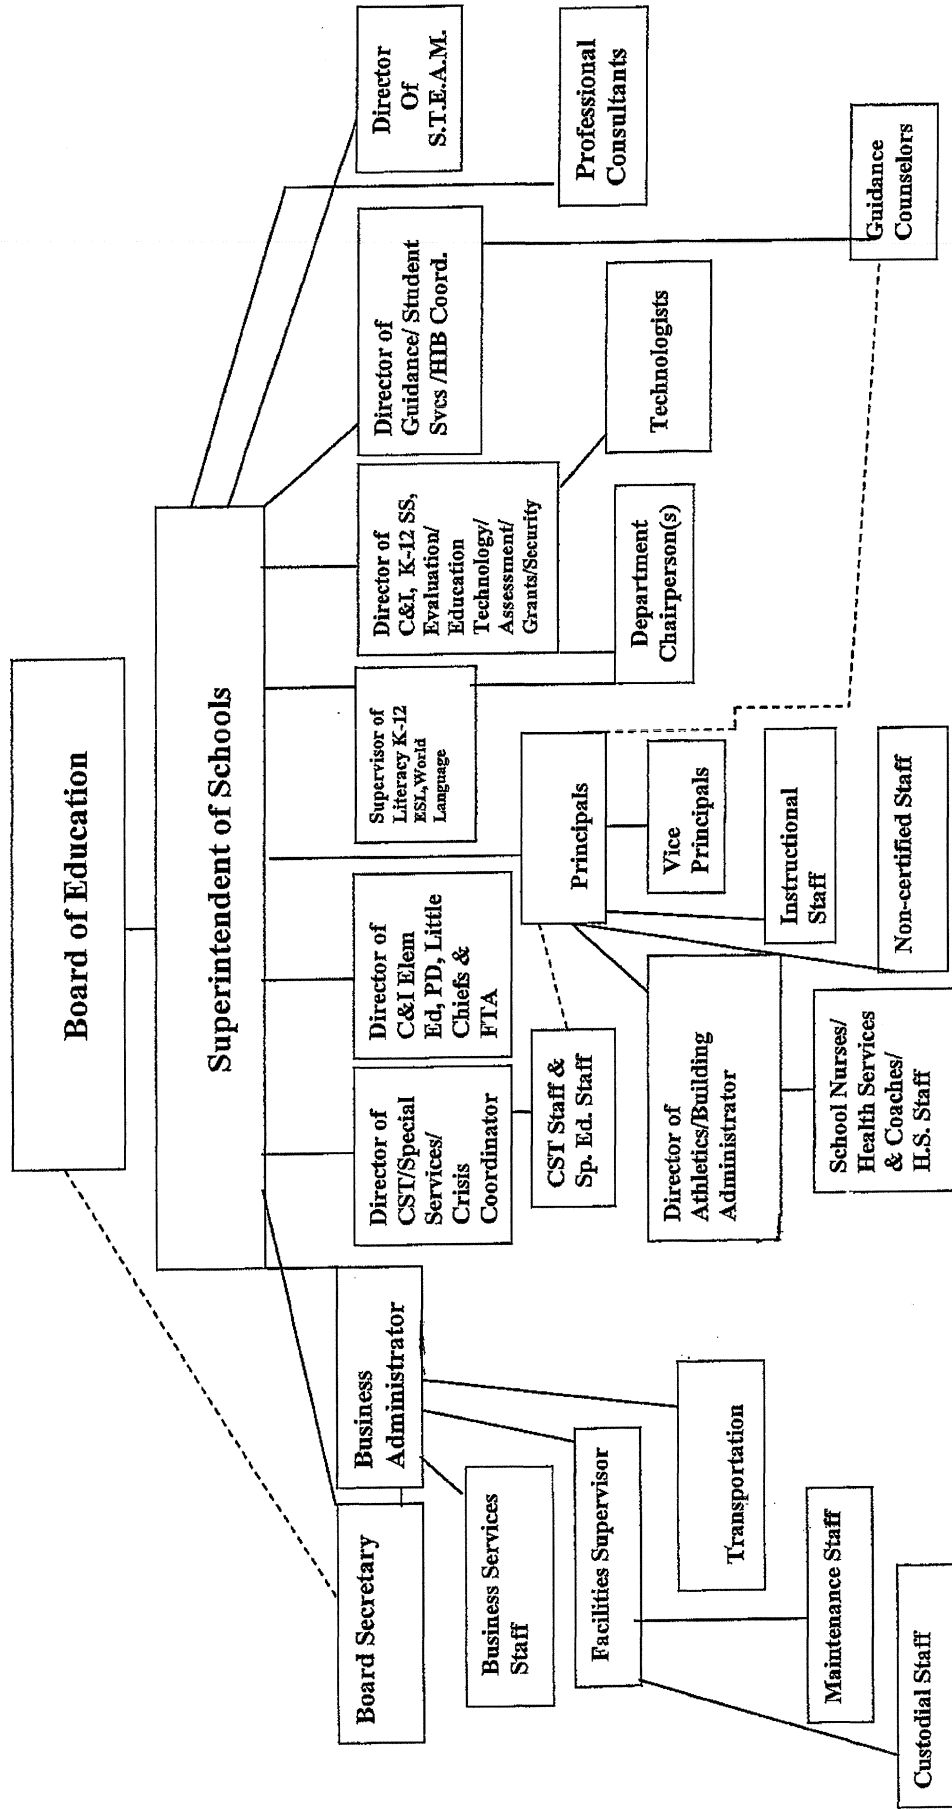 Board of Education
Superintendent of Schools
Board Secretary
Business
Administrator
Director of
CST/Special
Services/
Crisis
Coordinator
Director of
C&I Elem
Ed, PD, Little
Chiefs &
FTA
Supervisor of
Literacy K-12
ESL,World
Language
Director of
C&I, K-12 SS,
Evaluation/
Education
Technology/
Assessment/
Grants/Security
Director of
Guidance/ Student
Svcs /HIB Coord.
Director
Of
S.T.E.A.M.
Business Services
Staff
CST Staff &
Sp. Ed. Staff
Principals
Department
Chairperson(s)
Technologists
Professional
Consultants
Facilities Supervisor
Transportation
Director of
Athletics/Building
Administrator
Vice
Principals
Instructional
Staff
Maintenance Staff
School Nurses/
Health Services
& Coaches/
H.S. Staff
Non-certified Staff
Guidance
Counselors
Custodial Staff